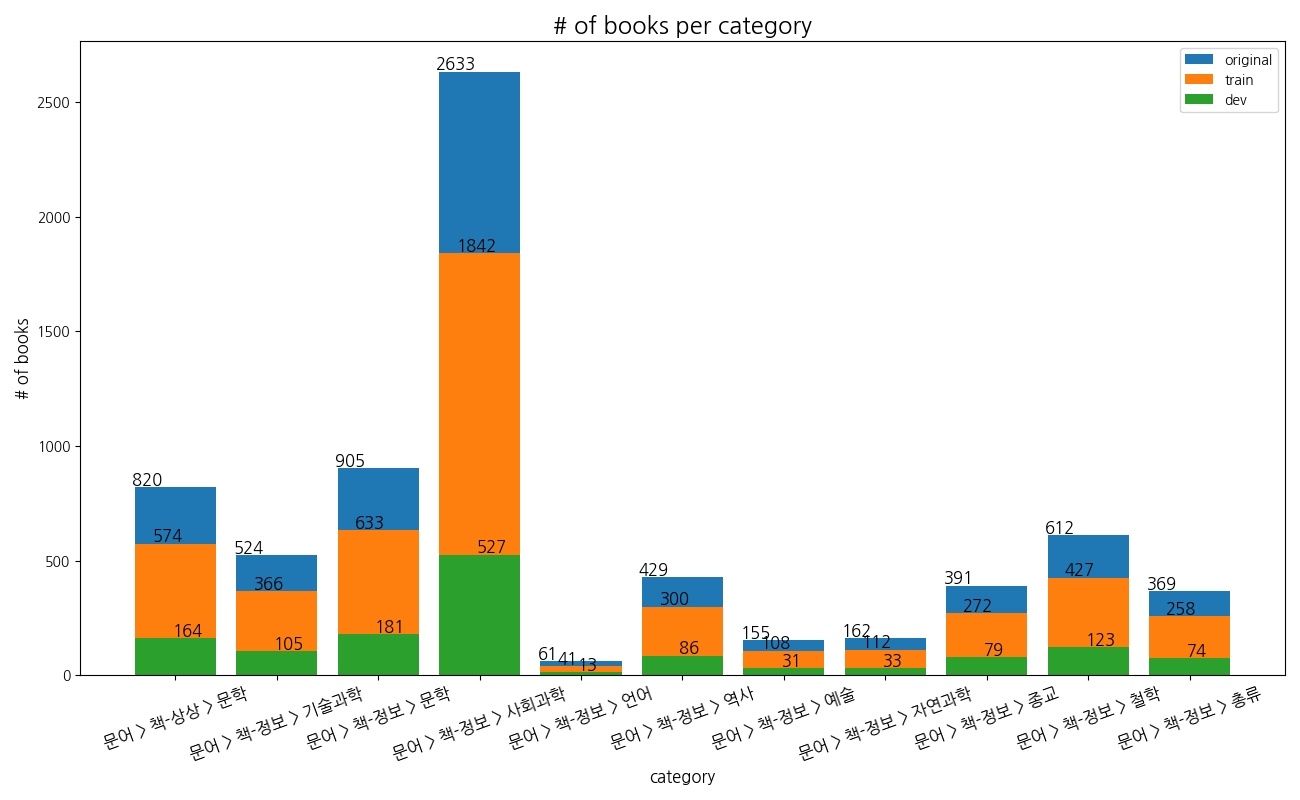 # of books per category
original
train
dev
# of books
2500
2000
1500
1000
500
0
820
574
164
524
366
105
905
633
181
2633
1842
527
61
41
13
429
300
86
155
108
31
162
112
33
391
272
79
612
427
123
369
258
74
문어 > 책-상상 > 문학
문어 > 책-정보 > 기술과학
문어 > 책-정보 > 문학
문어 > 책-정보 > 사회과학
문어 > 책-정보 > 언어
문어 > 책-정보 > 역사
문어 > 책-정보 > 예술
문어 > 책-정보 > 자연과학
문어 > 책-정보 > 종교
문어 > 책-정보 > 철학
문어 > 책-정보 > 총류
category